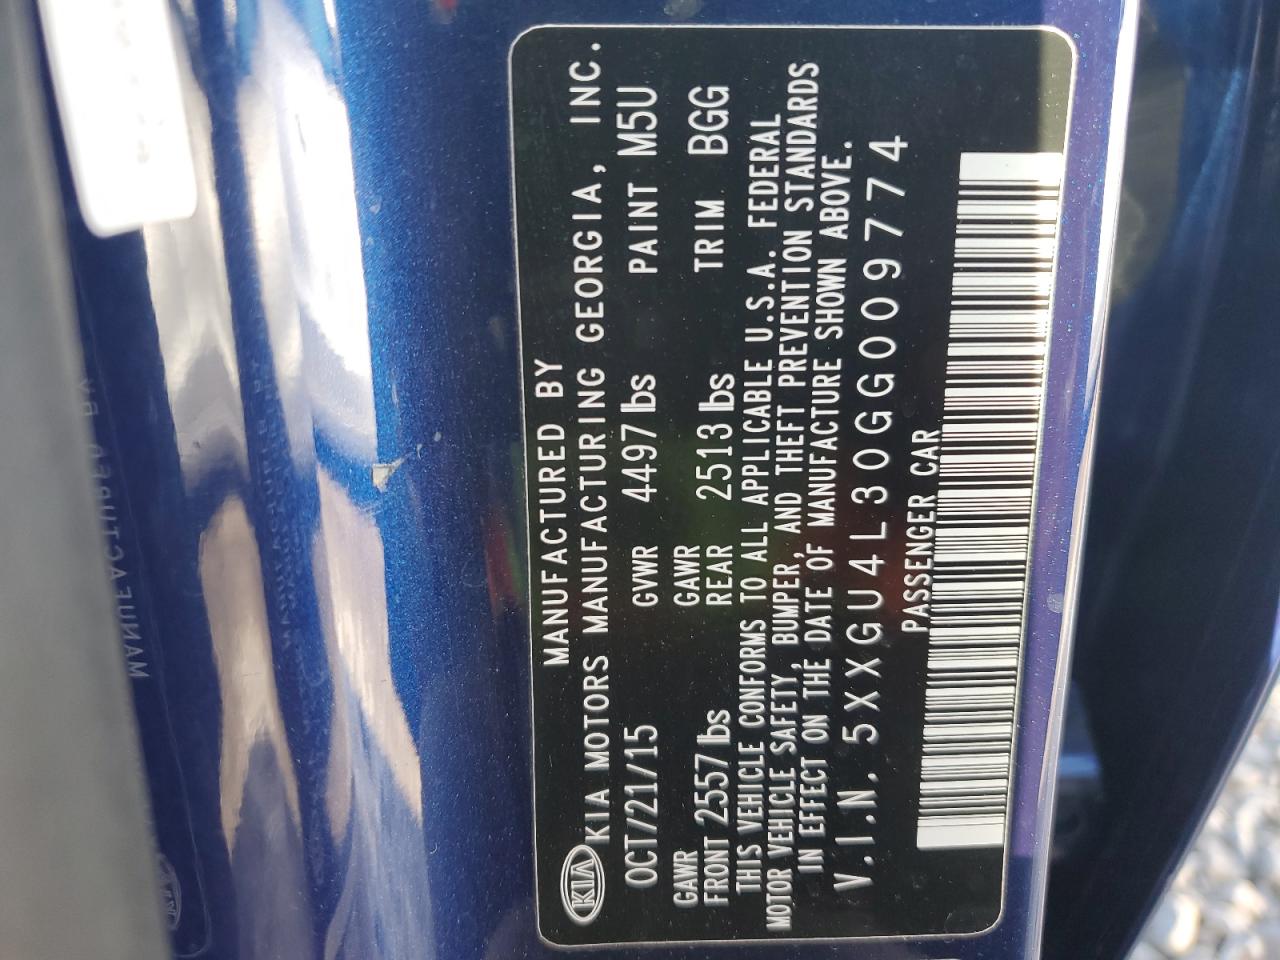 MANUFACTURED BY
KIA KIA MOTORS MANUFACTURING GEORGIA, INC.
OCT/21/15 GVWR 4497 lbs PAINT M5U
GAWR FRONT 2557 lbs GAWR REAR 2513 lbs TRIM BGG
THIS VEHICLE CONFORMS TO ALL APPLICABLE U.S.A. FEDERAL
MOTOR VEHICLE SAFETY, BUMPER, AND THEFT PREVENTION STANDARDS
IN EFFECT ON THE DATE OF MANUFACTURE SHOWN ABOVE.
V.I.N. 5XXGU4L30GG009774
PASSENGER CAR